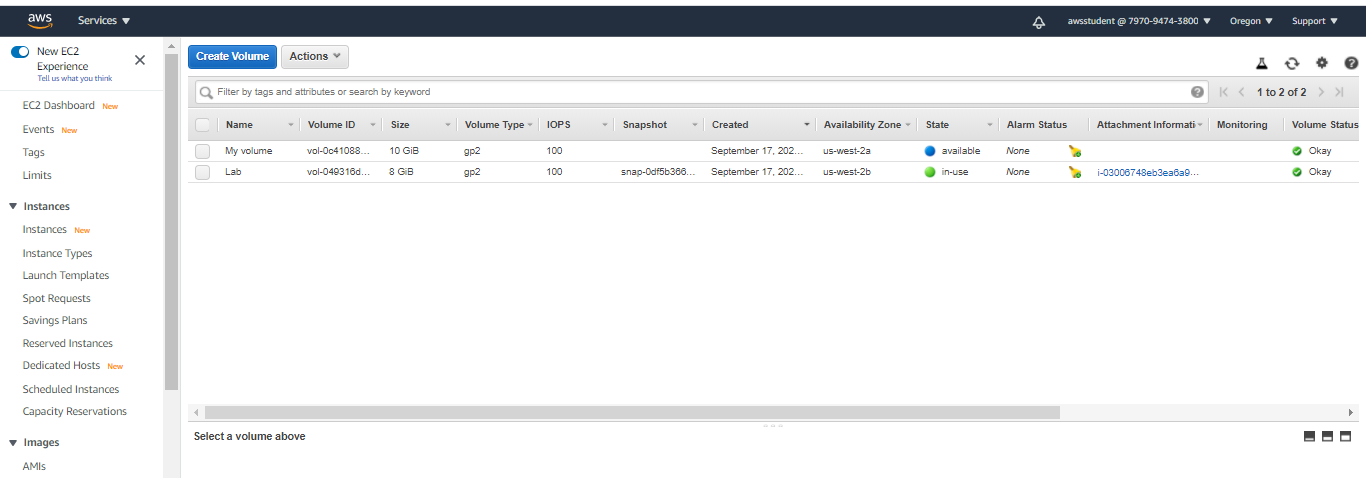 aws Services awsstudent @ 7970-9474-3800 Oregon Support
New EC2
Experience
Tell us what you think
EC2 Dashboard New
Events New
Tags
Limits
Instances
Instances New
Instance Types
Launch Templates
Spot Requests
Savings Plans
Reserved Instances
Dedicated Hosts New
Scheduled Instances
Capacity Reservations
Images
AMIs
Create Volume Actions
Filter by tags and attributes or search by keyword 1 to 2 of 2
Name Volume ID Size Volume Type IOPS Snapshot Created Availability Zone State Alarm Status Attachment Informati Monitoring Volume Status
My volume vol-0c41088... 10 GiB gp2 100 September 17, 202... us-west-2a available None Okay
Lab vol-049316d... 8 GiB gp2 100 snap-0df5b366... September 17, 202... us-west-2b in-use None i-03006748eb3ea6a9... Okay
Select a volume above